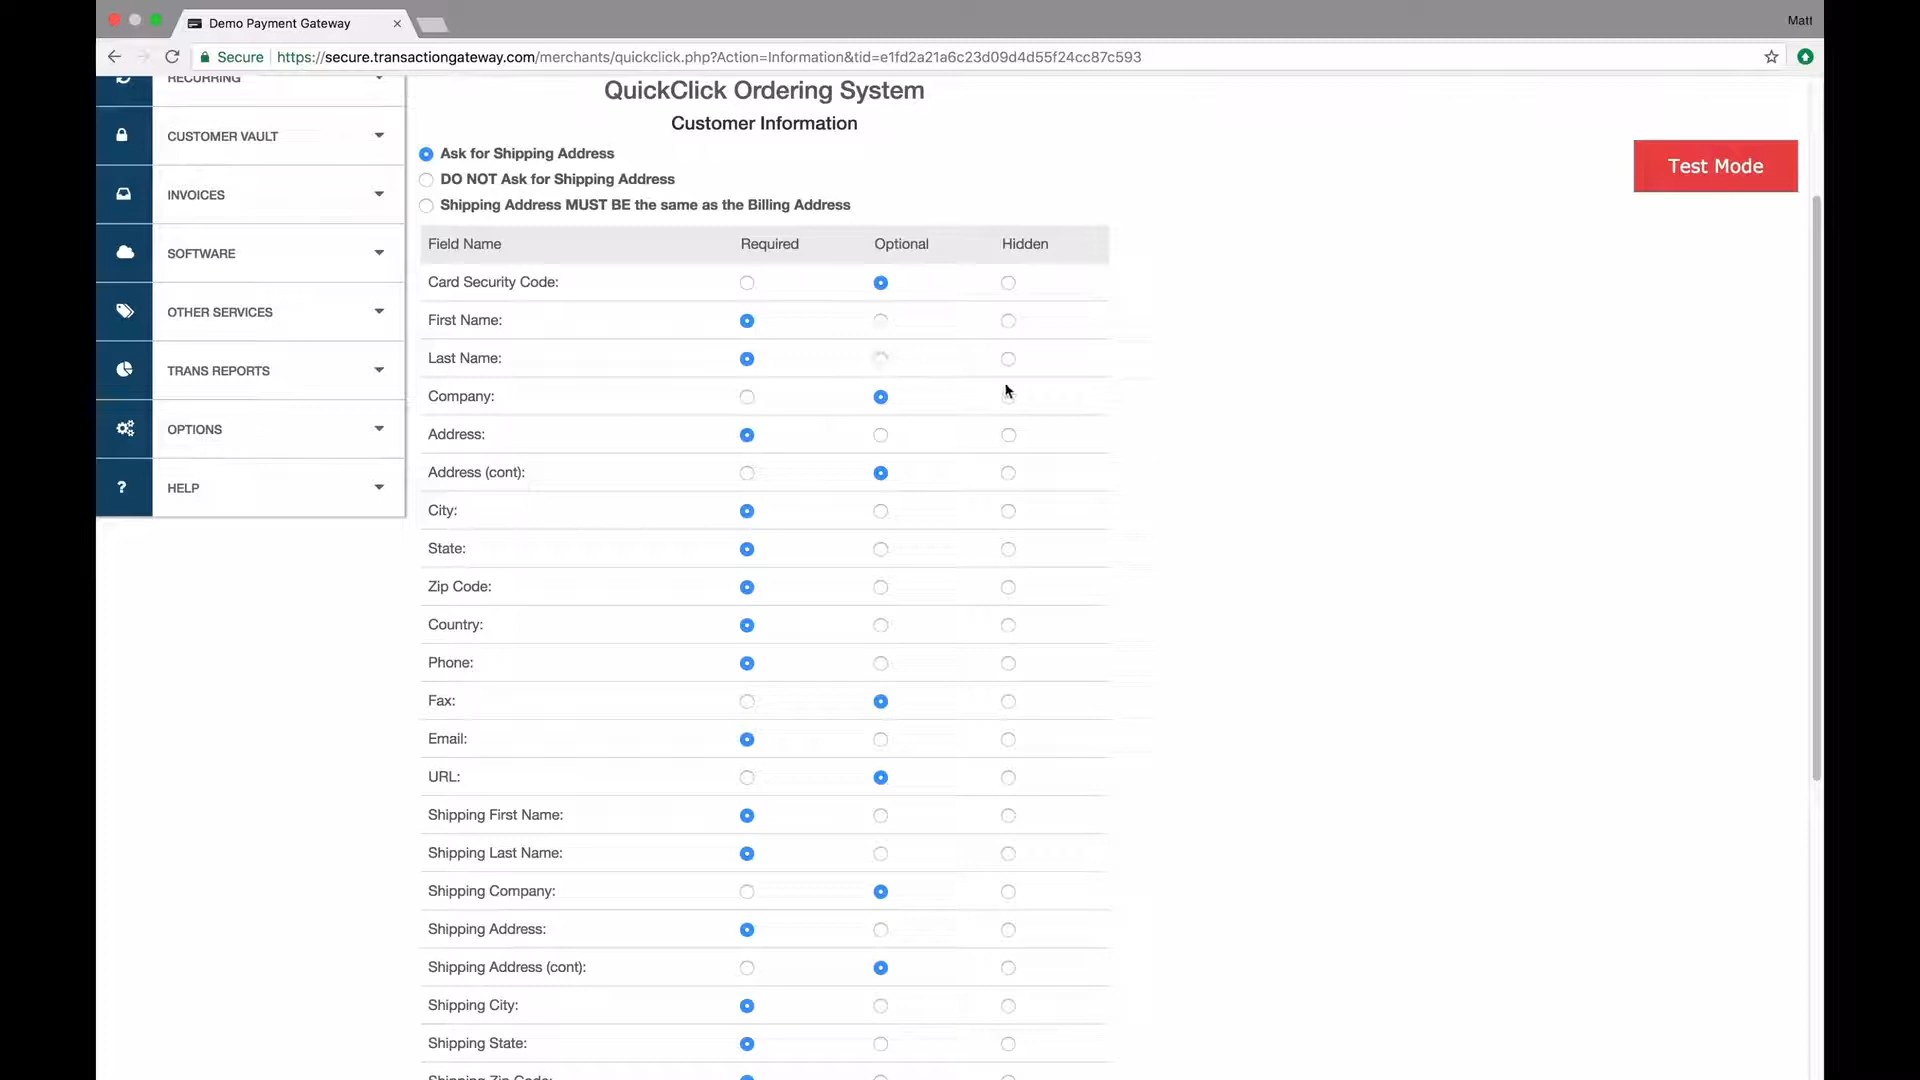 Demo Payment Gateway
Matt
Secure https://secure.transactiongateway.com/merchants/quickclick.php?Action=Information&tid=e1fd2a21a6c23d09d4d55f24cc87c593
RECURRING
CUSTOMER VAULT
INVOICES
SOFTWARE
OTHER SERVICES
TRANS REPORTS
OPTIONS
? HELP
QuickClick Ordering System
Customer Information
Ask for Shipping Address
DO NOT Ask for Shipping Address
Shipping Address MUST BE the same as the Billing Address
Test Mode
Field Name Required Optional Hidden
Card Security Code:
First Name:
Last Name:
Company:
Address:
Address (cont):
City:
State:
Zip Code:
Country:
Phone:
Fax:
Email:
URL:
Shipping First Name:
Shipping Last Name:
Shipping Company:
Shipping Address:
Shipping Address (cont):
Shipping City:
Shipping State:
Shipping Zip Code: